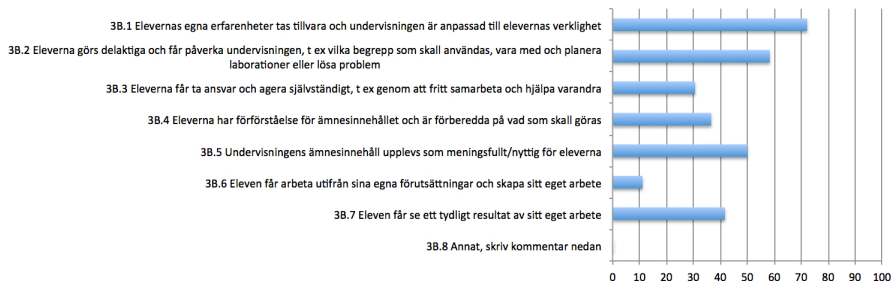 3B.1 Elevernas egna erfarenheter tas tillvara och undervisningen är anpassad till elevernas verklighet
3B.2 Eleverna görs delaktiga och får påverka undervisningen, t ex vilka begrepp som skall användas, vara med och planera
laborationer eller lösa problem
3B.3 Eleverna får ta ansvar och agera självständigt, t ex genom att fritt samarbeta och hjälpa varandra
3B.4 Eleverna har förförståelse för ämnesinnehållet och är förberedda på vad som skall göras
3B.5 Undervisningens ämnesinnehåll upplevs som meningsfullt/nyttig för eleverna
3B.6 Eleven får arbeta utifrån sina egna förutsättningar och skapa sitt eget arbete
3B.7 Eleven får se ett tydligt resultat av sitt eget arbete
3B.8 Annat, skriv kommentar nedan
0 10 20 30 40 50 60 70 80 90 100